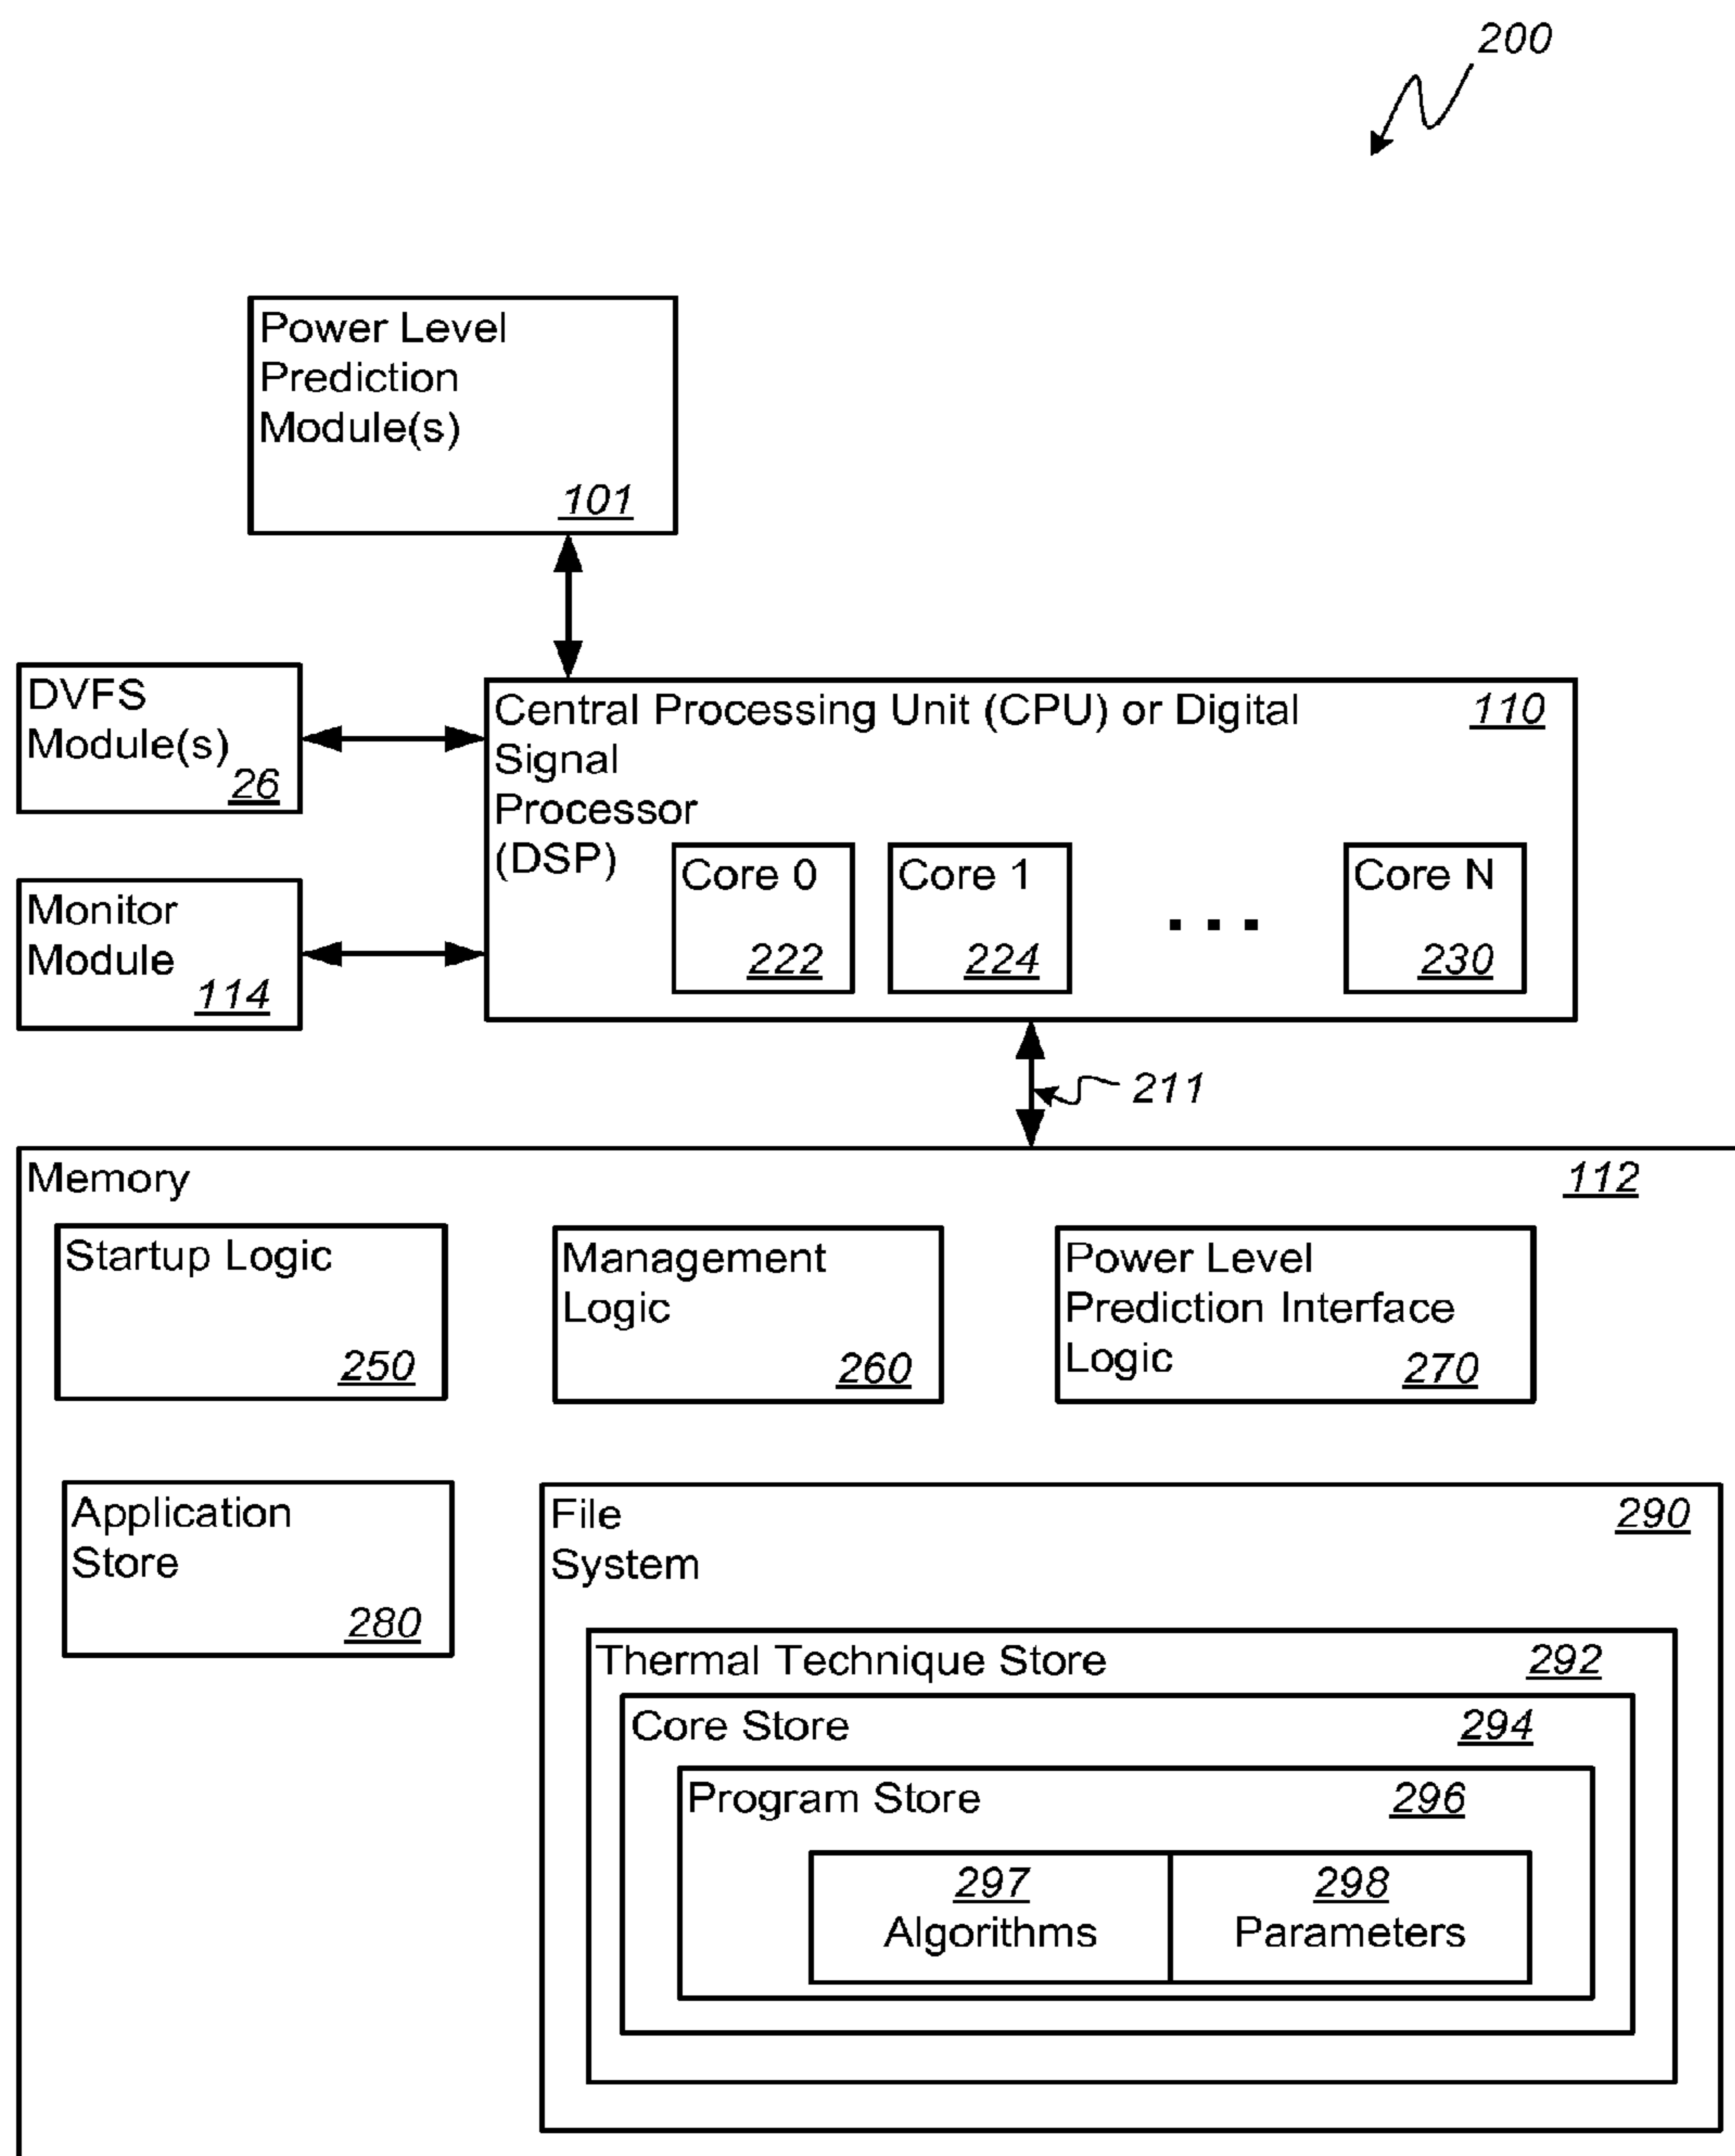 200
Power Level
Prediction
Module(s)
101
DVFS
Module(s)
26
Monitor
Module
114
Central Processing Unit (CPU) or Digital
Signal
Processor
(DSP)
110
Core 0
222
Core 1
224
. . .
Core N
230
211
Memory
112
Startup Logic
250
Management
Logic
260
Power Level
Prediction Interface
Logic
270
Application
Store
280
File
System
290
Thermal Technique Store
292
Core Store
294
Program Store
296
297
Algorithms
298
Parameters